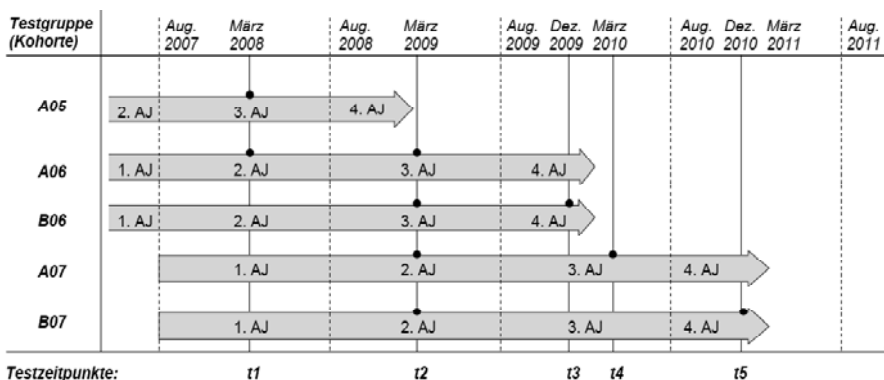 Testgruppe
(Kohorte)
Aug. 2007
März 2008
Aug. 2008
März 2009
Aug. 2009
Dez. 2009
März 2010
Aug. 2010
Dez. 2010
März 2011
Aug. 2011
A05 2. AJ 3. AJ 4. AJ
A06 1. AJ 2. AJ 3. AJ 4. AJ
B06 1. AJ 2. AJ 3. AJ 4. AJ
A07 1. AJ 2. AJ 3. AJ 4. AJ
B07 1. AJ 2. AJ 3. AJ 4. AJ
Testzeitpunkte: t1 t2 t3 t4 t5